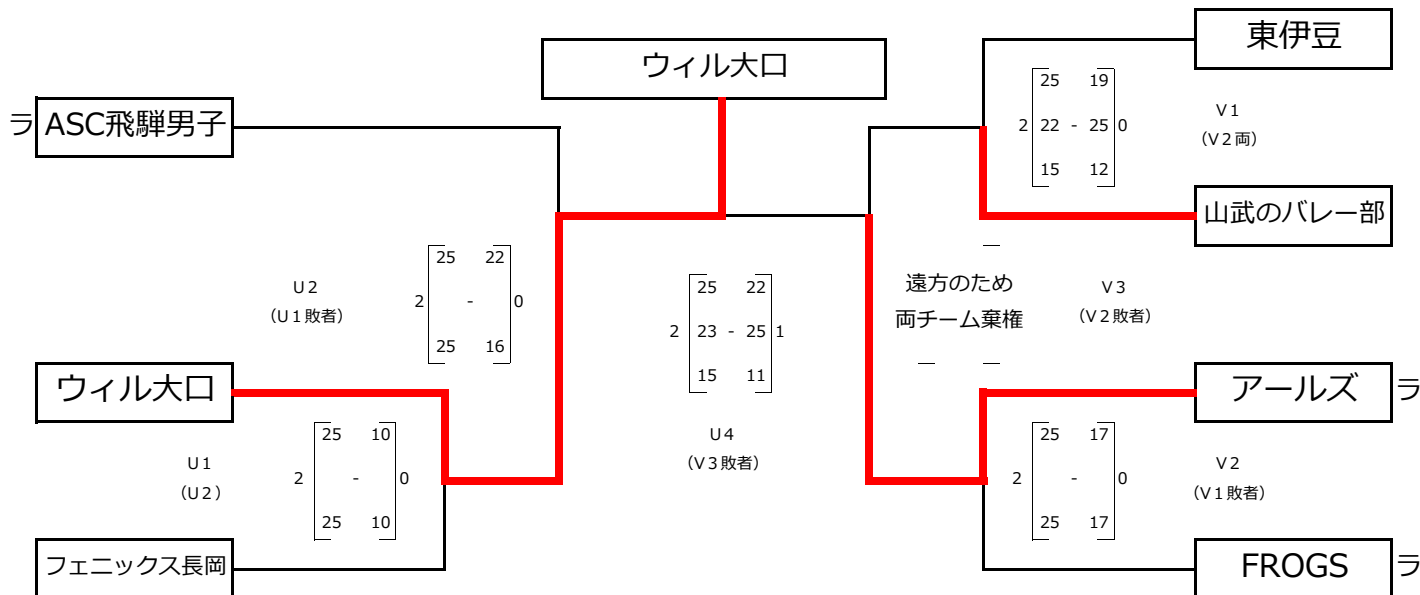 ウィル大口
東伊豆
ラ ASC飛騨男子
25 19
2 22 - 25 0
15 12
V1
(V2両)
山武のバレー部
U2
(U1敗者)
25 22
2 - 0
25 16
25 22
2 23 - 25 1
15 11
U4
(V3敗者)
遠方のため
両チーム棄権
V3
(V2敗者)
ウィル大口
アールズ ラ
U1
(U2)
25 10
2 - 0
25 10
25 17
2 - 0
25 17
V2
(V1敗者)
フェニックス長岡
FROGS ラ